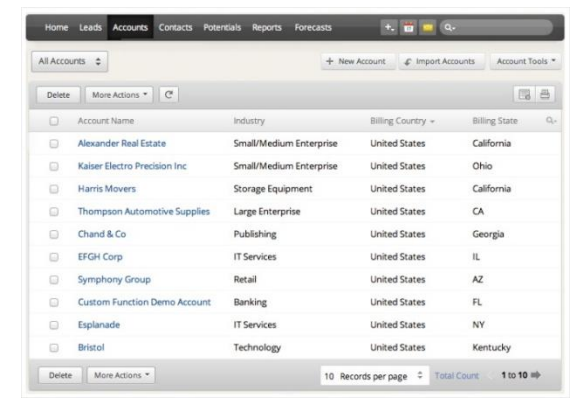 Home Leads Accounts Contacts Potentials Reports Forecasts
All Accounts + New Account Import Accounts Account Tools
Delete More Actions
Account Name Industry Billing Country Billing State
Alexander Real Estate Small/Medium Enterprise United States California
Kaiser Electro Precision Inc Small/Medium Enterprise United States Ohio
Harris Movers Storage Equipment United States California
Thompson Automotive Supplies Large Enterprise United States CA
Chand & Co Publishing United States Georgia
EFGH Corp IT Services United States IL
Symphony Group Retail United States AZ
Custom Function Demo Account Banking United States FL
Esplanade IT Services United States NY
Bristol Technology United States Kentucky
Delete More Actions 10 Records per page Total Count 1 to 10